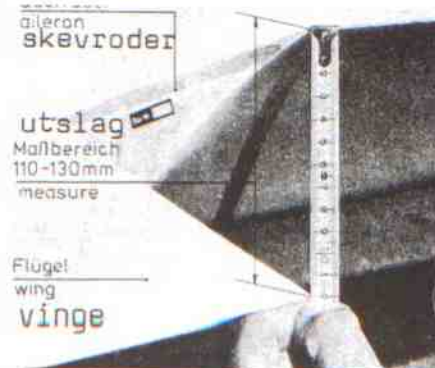 aileron
skevroder
utslag
Maßbereich
110-130mm
measure
Flügel
wing
vinge